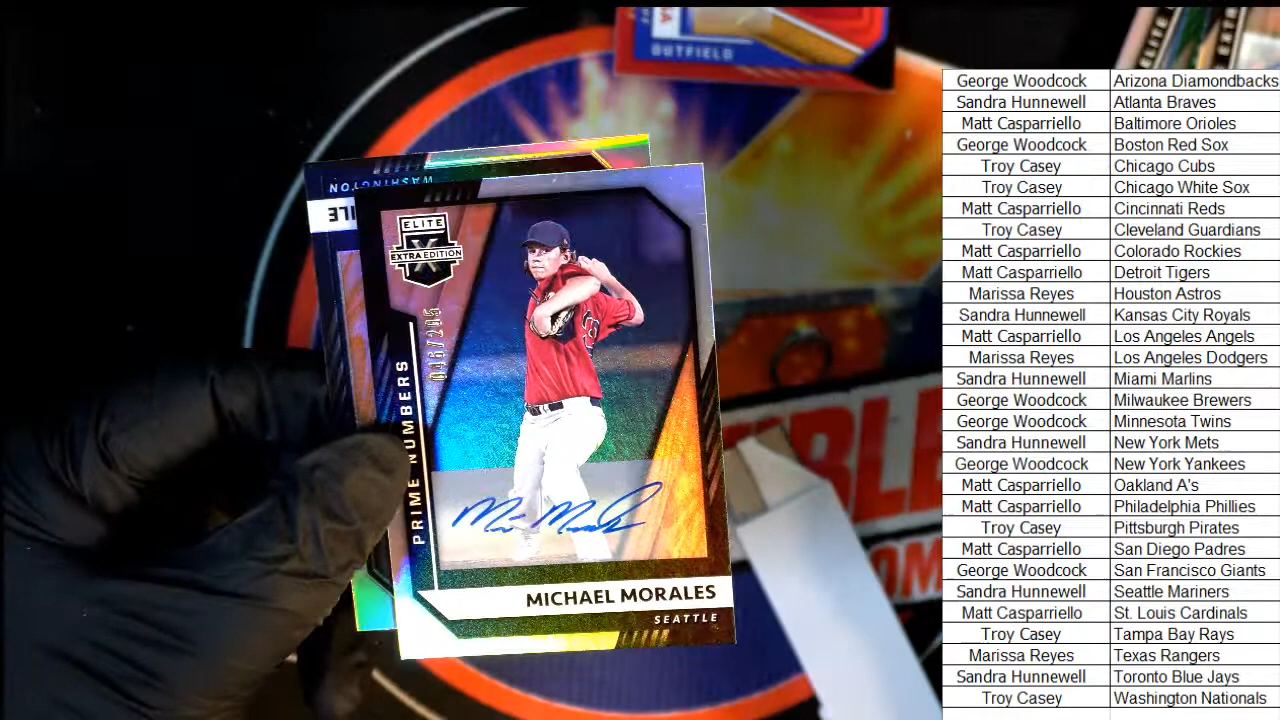 OUTFIELD
ELITE
EXTR
WASHINGTON
ELITE
X
EXTRA EDITION
046/205
PRIME NUMBERS
MICHAEL MORALES
SEATTLE
George Woodcock Arizona Diamondbacks
Sandra Hunnewell Atlanta Braves
Matt Casparriello Baltimore Orioles
George Woodcock Boston Red Sox
Troy Casey Chicago Cubs
Troy Casey Chicago White Sox
Matt Casparriello Cincinnati Reds
Troy Casey Cleveland Guardians
Matt Casparriello Colorado Rockies
Matt Casparriello Detroit Tigers
Marissa Reyes Houston Astros
Sandra Hunnewell Kansas City Royals
Matt Casparriello Los Angeles Angels
Marissa Reyes Los Angeles Dodgers
Sandra Hunnewell Miami Marlins
George Woodcock Milwaukee Brewers
George Woodcock Minnesota Twins
Sandra Hunnewell New York Mets
George Woodcock New York Yankees
Matt Casparriello Oakland A's
Matt Casparriello Philadelphia Phillies
Troy Casey Pittsburgh Pirates
Matt Casparriello San Diego Padres
George Woodcock San Francisco Giants
Sandra Hunnewell Seattle Mariners
Matt Casparriello St. Louis Cardinals
Troy Casey Tampa Bay Rays
Marissa Reyes Texas Rangers
Sandra Hunnewell Toronto Blue Jays
Troy Casey Washington Nationals